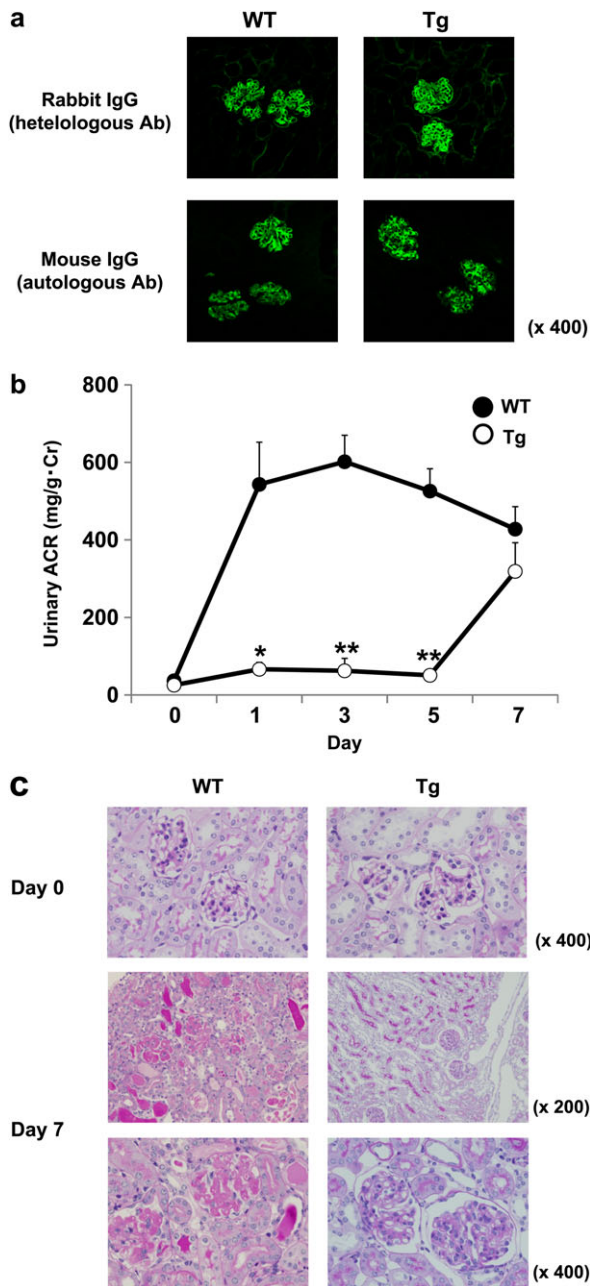 a
WT Tg
Rabbit IgG
(hetelologous Ab)
Mouse IgG
(autologous Ab)
(x 400)
b
800
600
400
200
0
Urinary ACR (mg/g·Cr)
WT
Tg
* ** **
0 1 3 5 7
Day
c
WT Tg
Day 0
(x 400)
(x 200)
Day 7
(x 400)